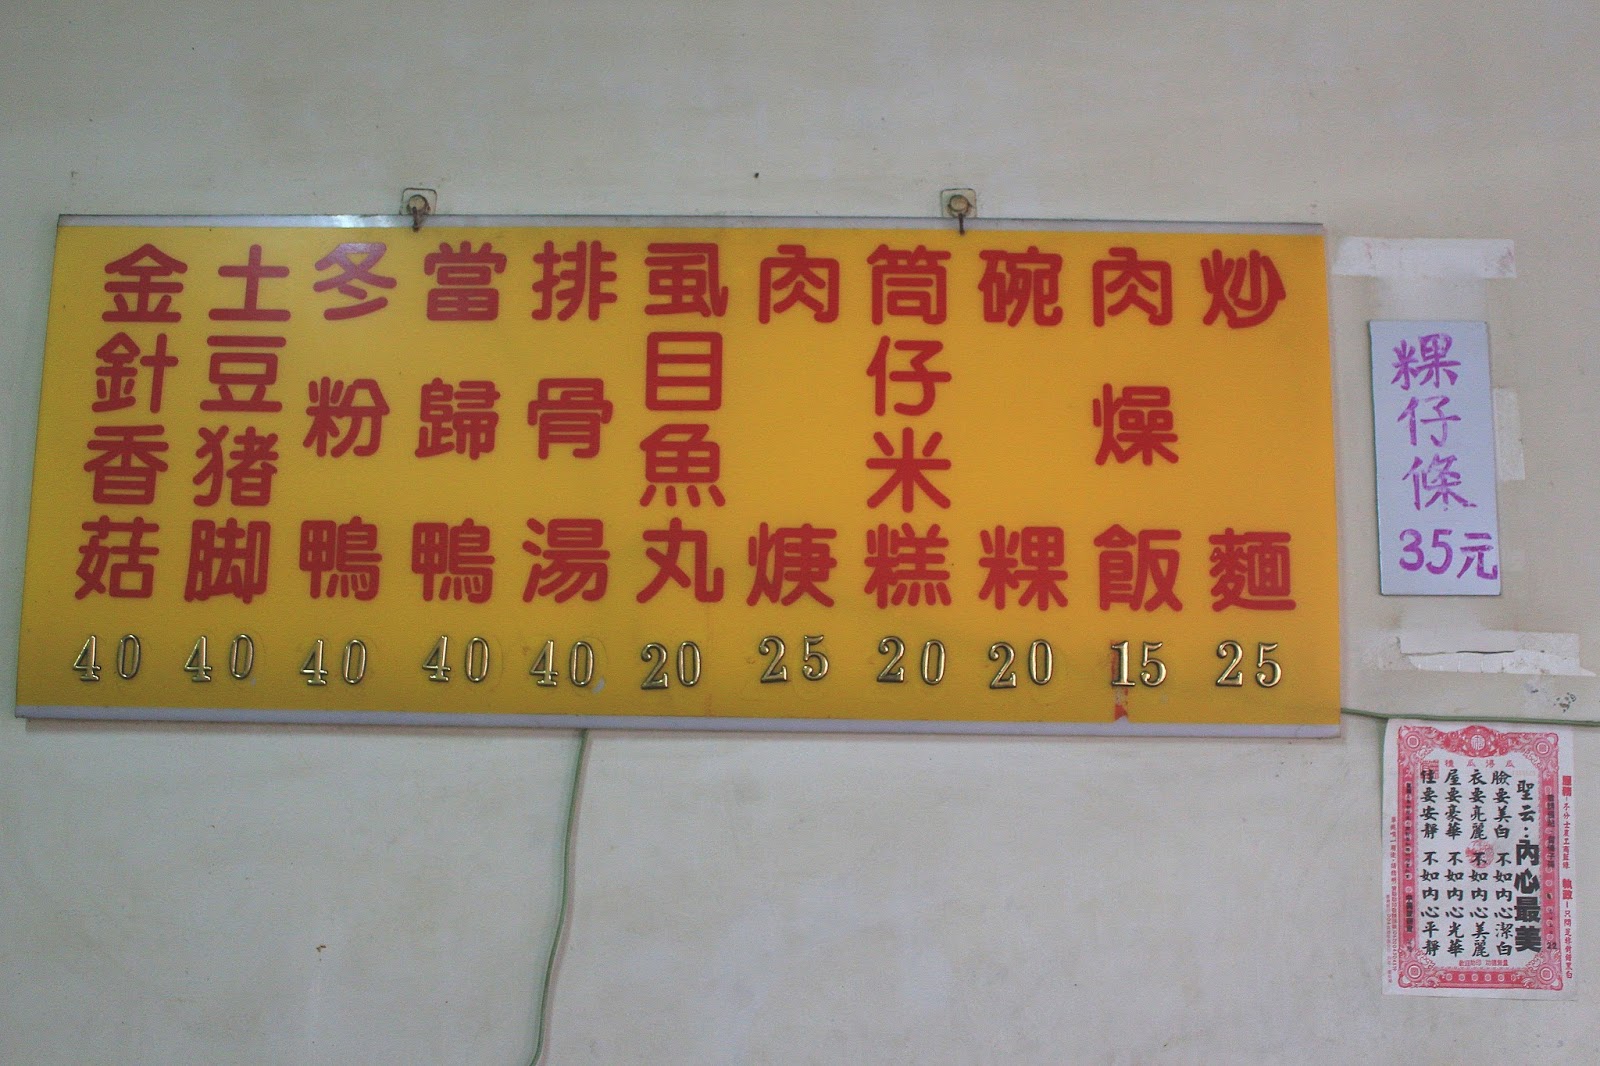 炒麵 25
肉燥飯 15
碗粿 20
筒仔米糕 20
肉焿 25
虱目魚丸 20
排骨湯 40
當歸鴨 40
冬粉鴨 40
土豆猪脚 40
金針香菇 40
粿仔條
35元
聖云：內心最美
臉要美白 不如內心潔白
衣要亮麗 不如內心美麗
屋要豪華 不如內心光華
住要安靜 不如內心平靜